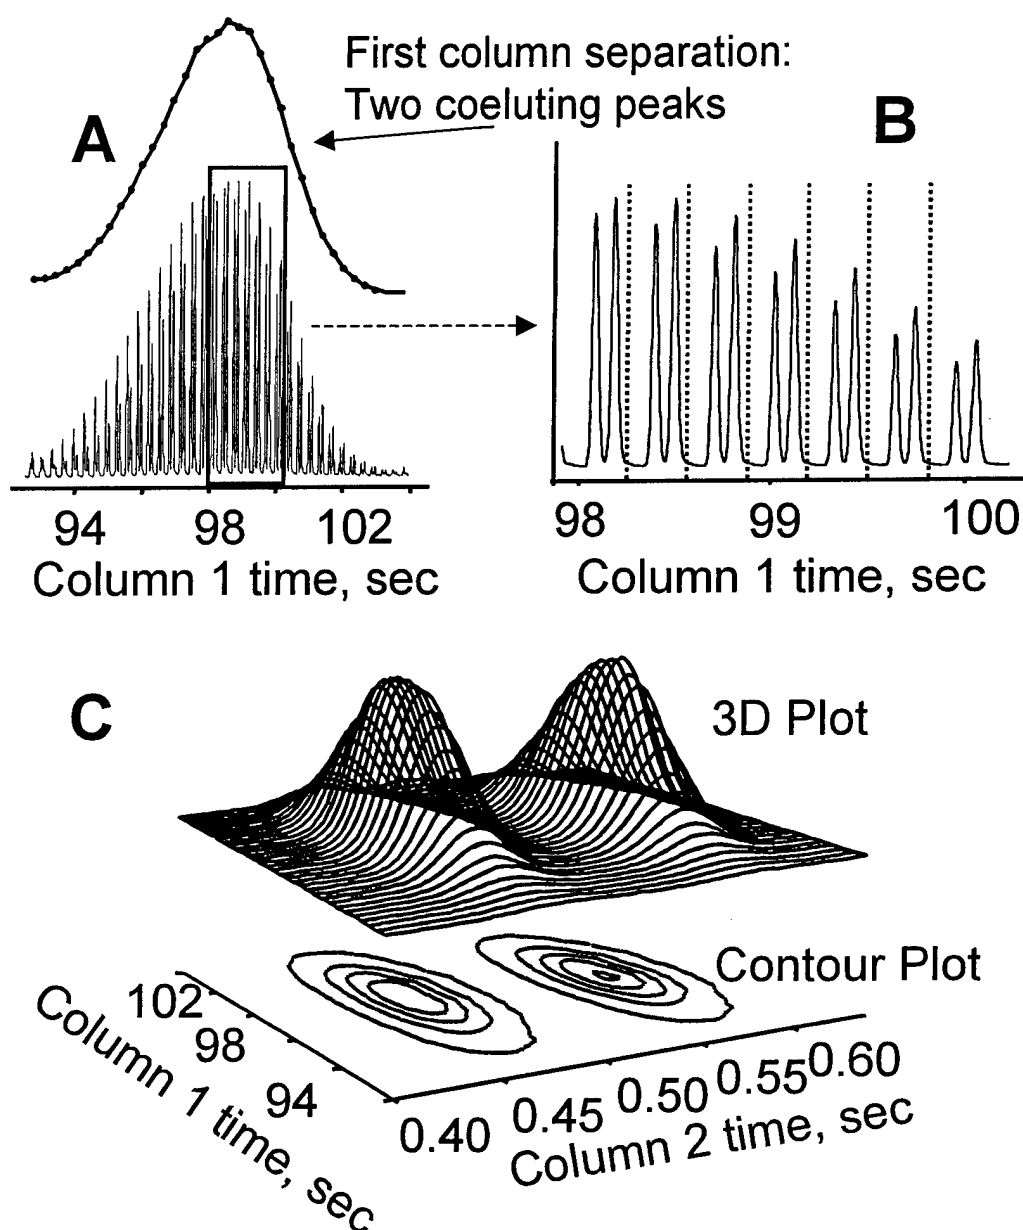 First column separation:
Two coeluting peaks
A
B
94 98 102
Column 1 time, sec
98 99 100
Column 1 time, sec
C
3D Plot
Contour Plot
102
98
94
Column 1 time, sec
0.40 0.45 0.50 0.55 0.60
Column 2 time, sec